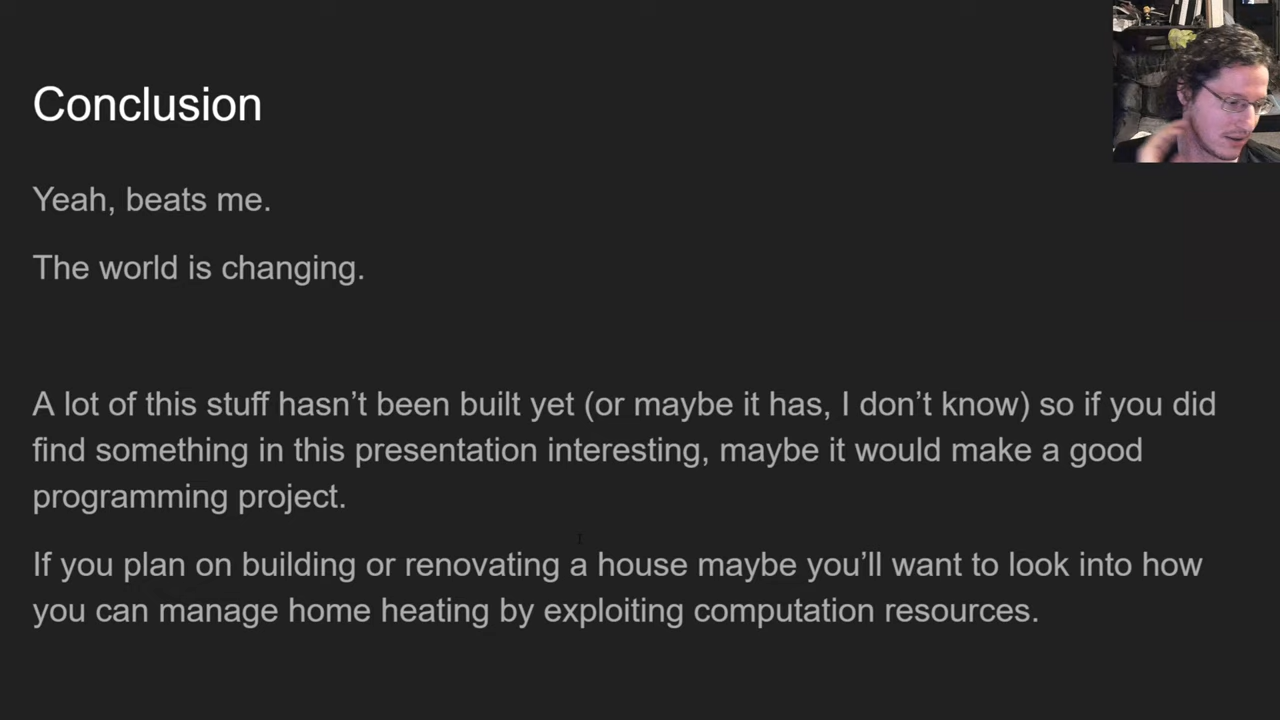 Conclusion
Yeah, beats me.
The world is changing.
A lot of this stuff hasn’t been built yet (or maybe it has, I don’t know) so if you did
find something in this presentation interesting, maybe it would make a good
programming project.
If you plan on building or renovating a house maybe you’ll want to look into how
you can manage home heating by exploiting computation resources.